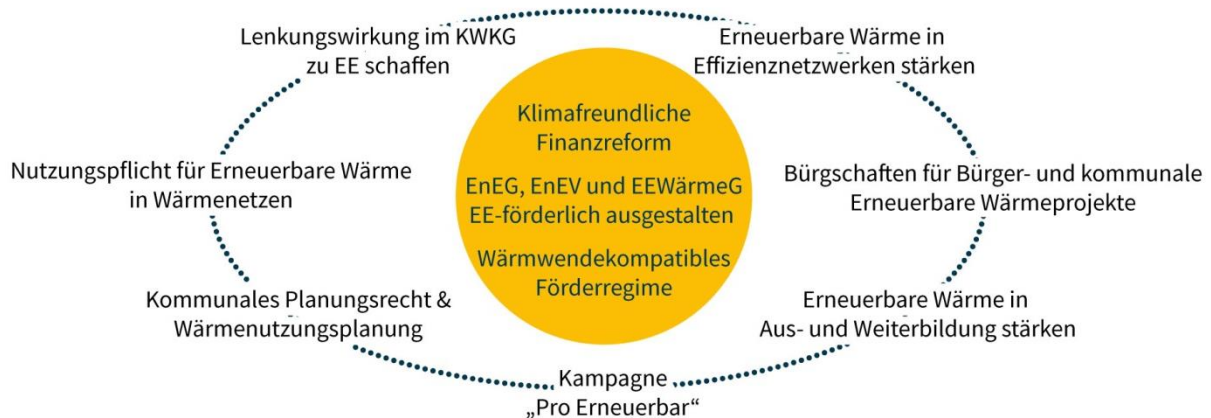 Lenkungswirkung im KWKG
zu EE schaffen
Erneuerbare Wärme in
Effizienznetzwerken stärken
Klimafreundliche
Finanzreform
EnEG, EnEV und EEWärmeG
EE-förderlich ausgestalten
Wärmwendekompatibles
Förderregime
Nutzungspflicht für Erneuerbare Wärme
in Wärmenetzen
Bürgschaften für Bürger- und kommunale
Erneuerbare Wärmeprojekte
Kommunales Planungsrecht &
Wärmenutzungsplanung
Erneuerbare Wärme in
Aus- und Weiterbildung stärken
Kampagne
„Pro Erneuerbar“